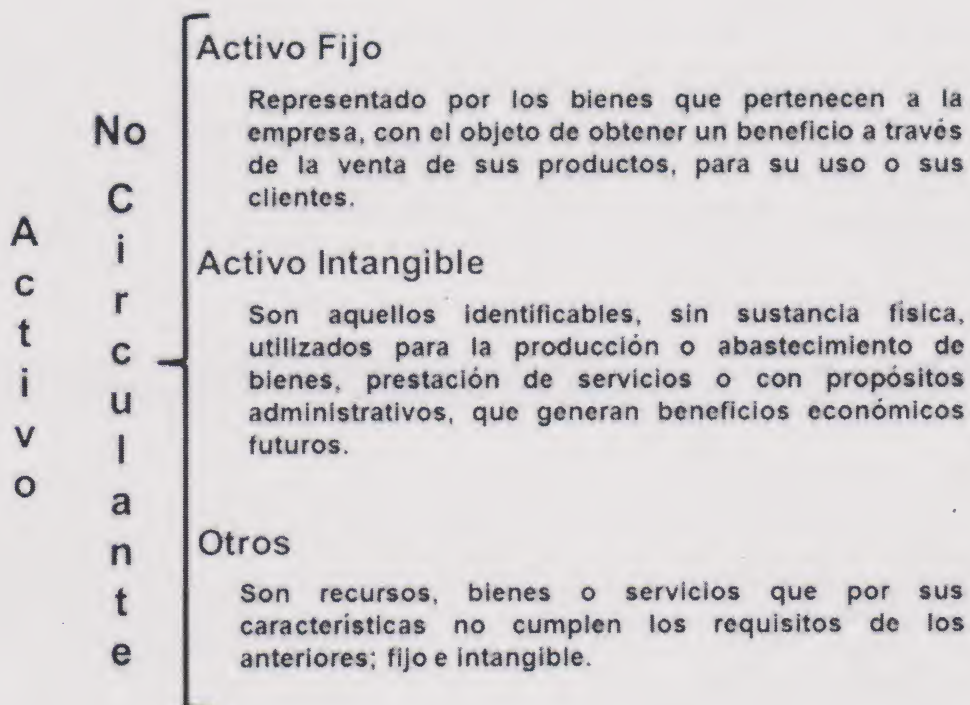 Activo
No
Circulante
Activo Fijo
Representado por los bienes que pertenecen a la
empresa, con el objeto de obtener un beneficio a través
de la venta de sus productos, para su uso o sus
clientes.
Activo Intangible
Son aquellos identificables, sin sustancia física,
utilizados para la producción o abastecimiento de
bienes, prestación de servicios o con propósitos
administrativos, que generan beneficios económicos
futuros.
Otros
Son recursos, bienes o servicios que por sus
características no cumplen los requisitos de los
anteriores; fijo e intangible.